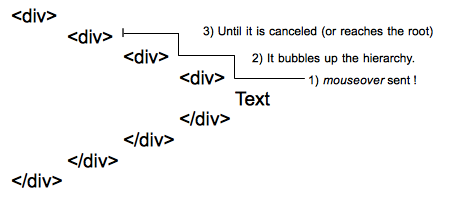 <div>
<div> 3) Until it is canceled (or reaches the root)
<div> 2) It bubbles up the hierarchy.
<div> 1) mouseover sent !
Text
</div>
</div>
</div>
</div>